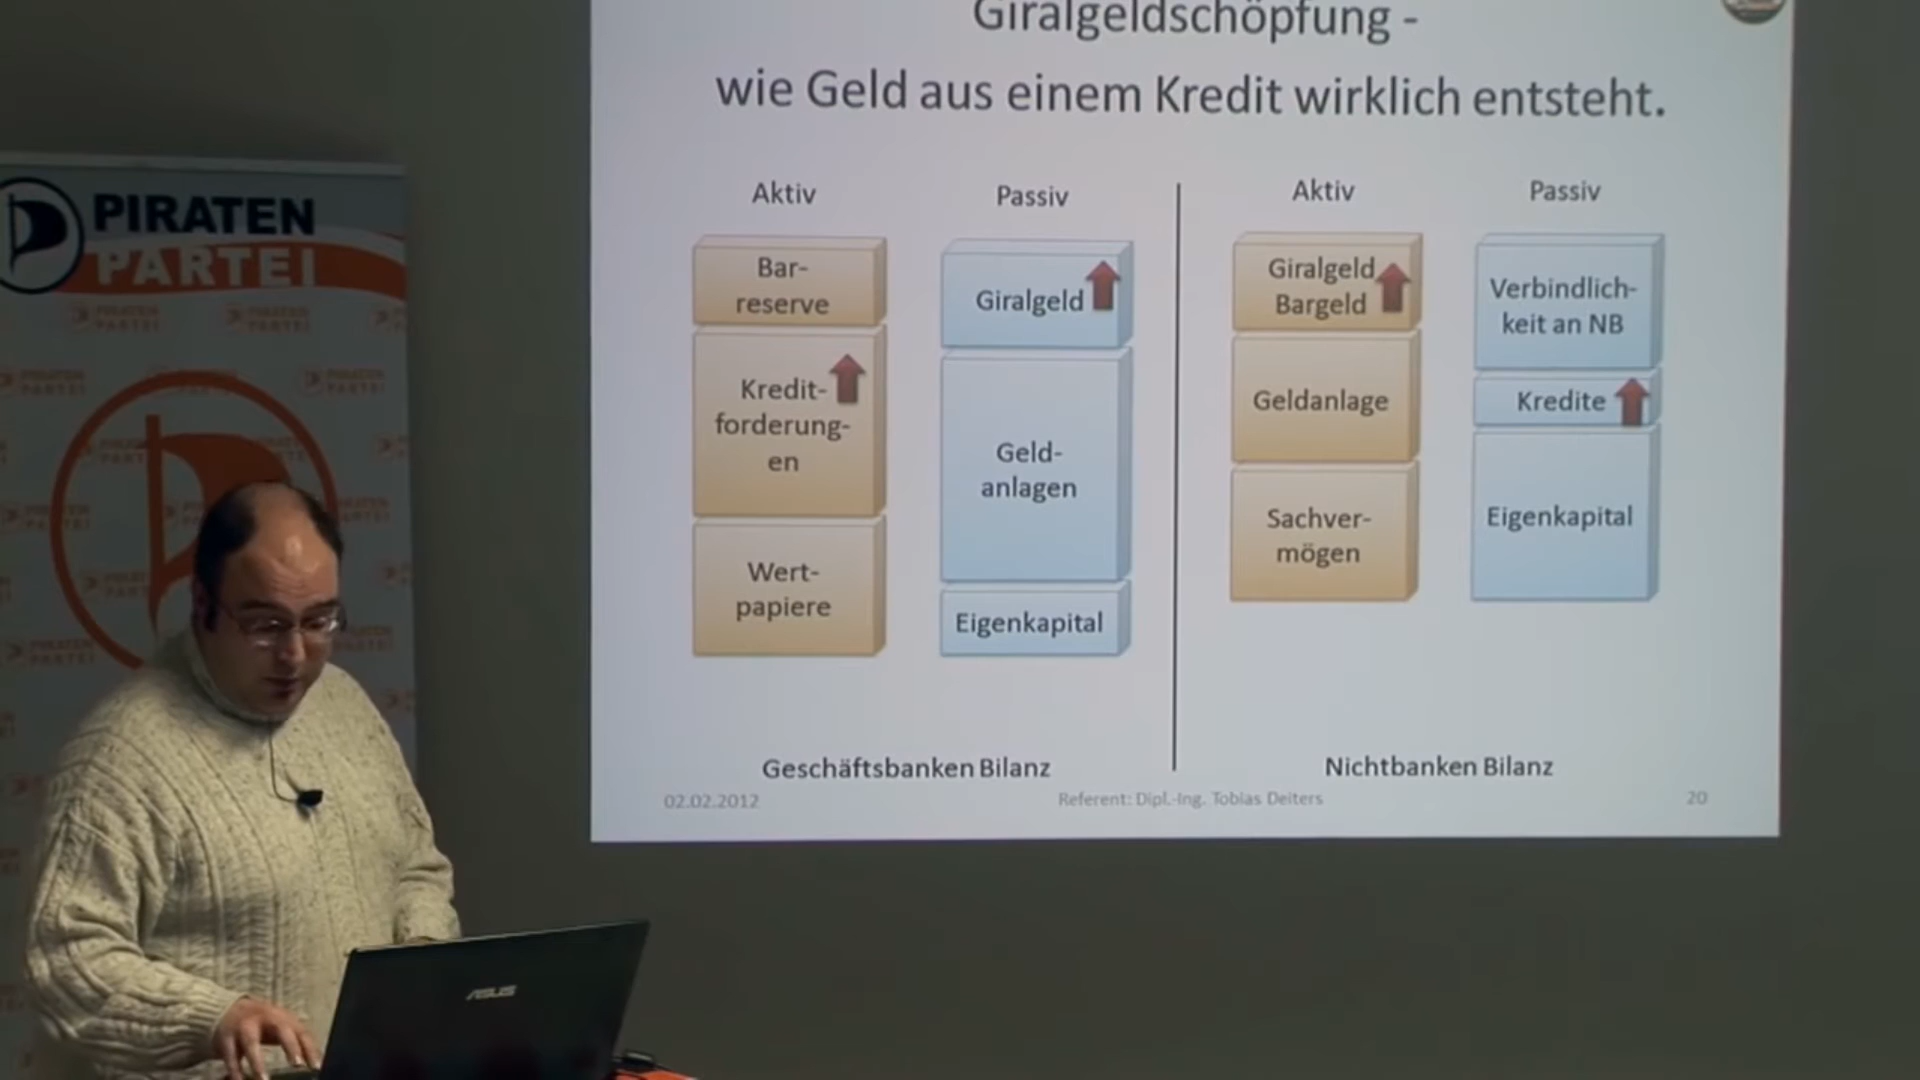 Giralgeldschöpfung -
wie Geld aus einem Kredit wirklich entsteht.
Aktiv
Passiv
Aktiv
Passiv
Bar-
reserve
Kredit-
forderung-
en
Wert-
papiere
Giralgeld
Geld-
anlagen
Eigenkapital
Giralgeld
Bargeld
Geldanlage
Sachver-
mögen
Verbindlich-
keit an NB
Kredite
Eigenkapital
Geschäftsbanken Bilanz
Nichtbanken Bilanz
02.02.2012
Referent: Dipl.-Ing. Tobias Deiters
20
PIRATEN
PARTEI
ASUS